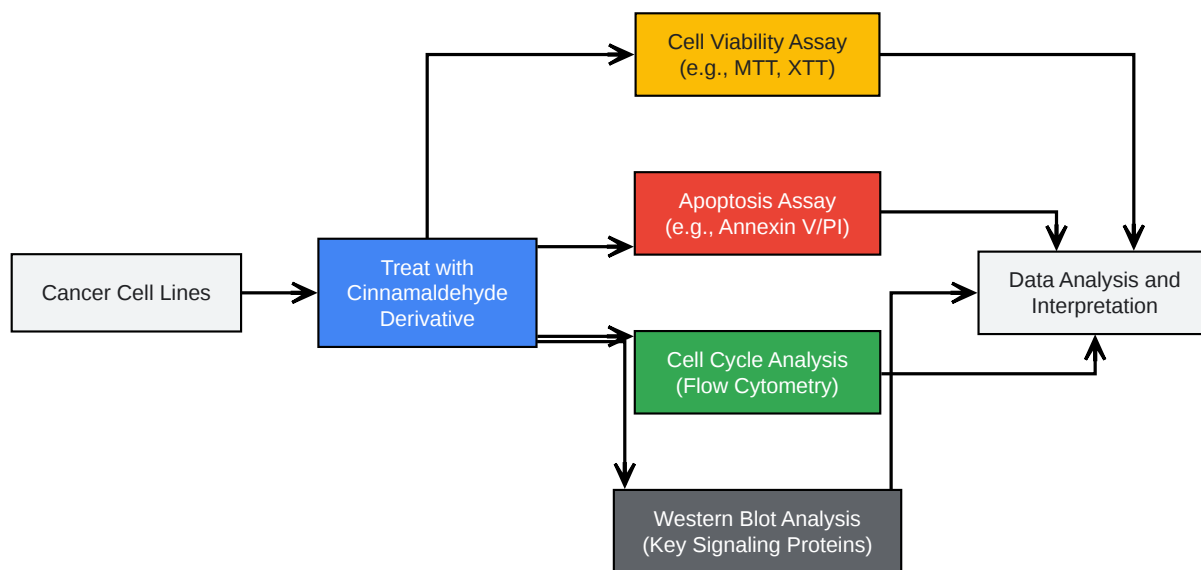 Cell Viability Assay
(e.g., MTT, XTT)
Apoptosis Assay
(e.g., Annexin V/PI)
Cancer Cell Lines
Treat with
Cinnamaldehyde
Derivative
Data Analysis and
Interpretation
Cell Cycle Analysis
(Flow Cytometry)
Western Blot Analysis
(Key Signaling Proteins)